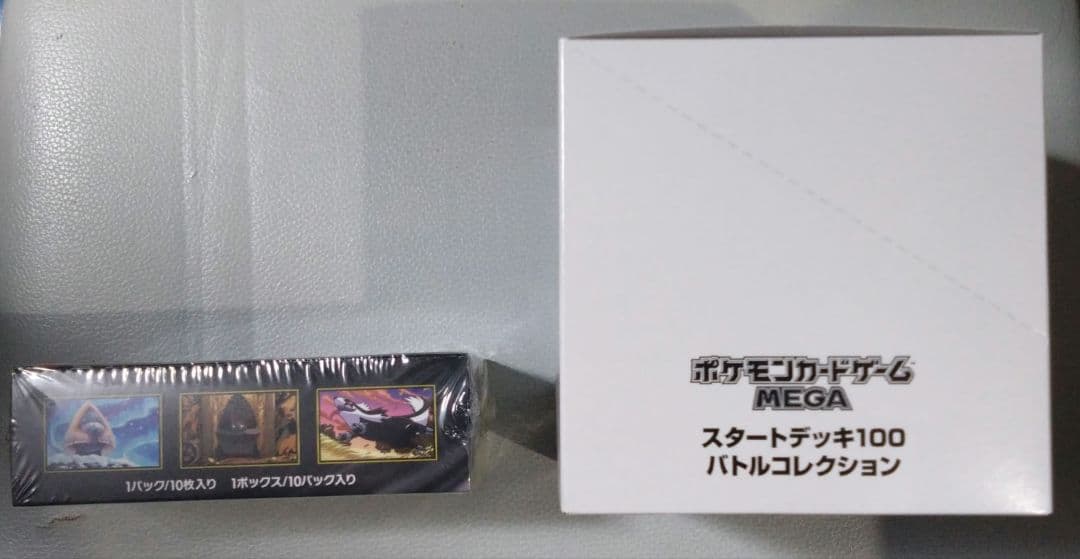 1パック/10枚入り 1ボックス/10パック入り
ポケモンカードゲーム
MEGA
スタートデッキ100
バトルコレクション